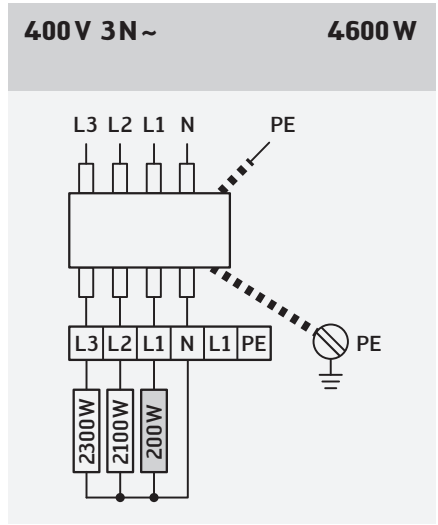 400V 3N~ 4600W
L3 L2 L1 N PE
L3 L2 L1 N L1 PE
PE
2300W 2100W 200W